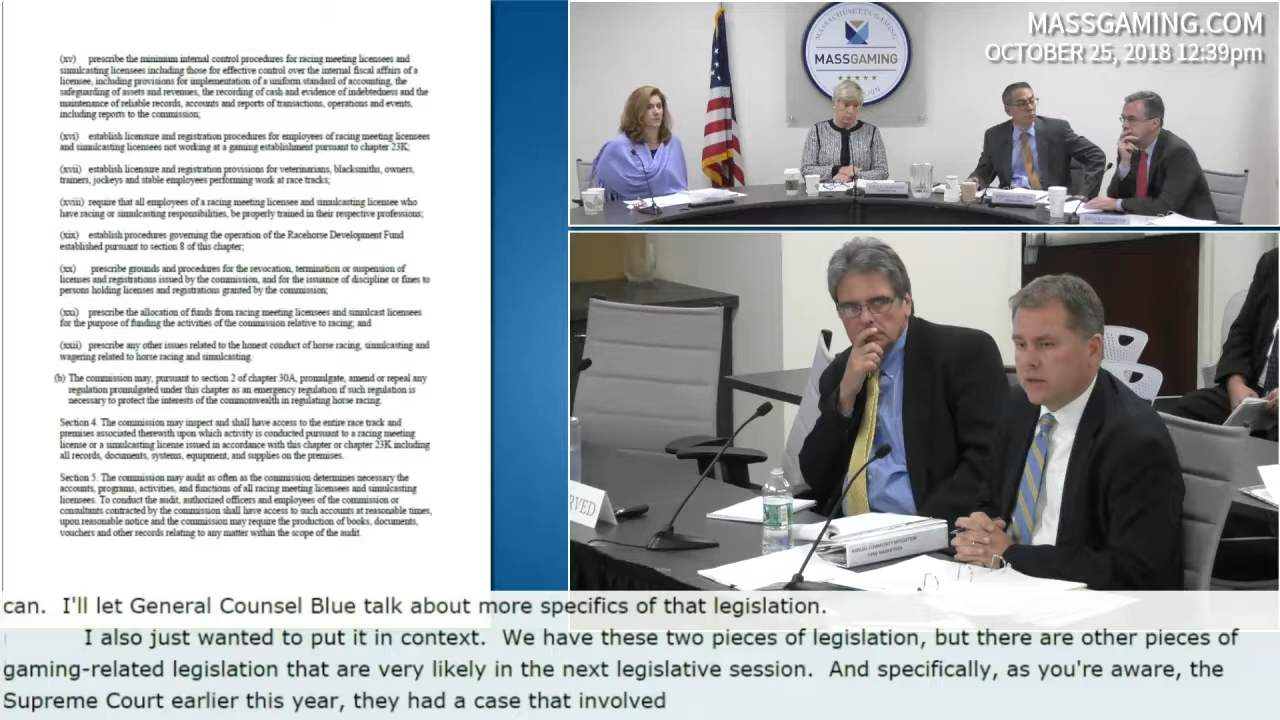 (xv) prescribe the minimum internal control procedures for racing meeting licensees and
simulcasting licensees including those for effective control over the internal fiscal affairs of a
licensee, including provisions for implementation of a uniform standard of accounting, the
safeguarding of assets and revenues, the recording of cash and evidence of indebtedness and the
maintenance of reliable records, accounts and reports of transactions, operations and events,
including reports to the commission;
(xvi) establish licensure and registration procedures for employees of racing meeting licensees
and simulcasting licensees not working at a gaming establishment pursuant to chapter 23K;
(xvii) establish licensure and registration provisions for veterinarians, blacksmiths, owners,
trainers, jockeys and stable employees performing work at race tracks;
(xviii) require that all employees of a racing meeting licensee and simulcasting licensee who
have racing or simulcasting responsibilities, be properly trained in their respective professions;
(xix) establish procedures governing the operation of the Racehorse Development Fund
established pursuant to section 8 of this chapter;
(xx) prescribe grounds and procedures for the revocation, termination or suspension of
licenses and registrations issued by the commission, and for the issuance of discipline or fines to
persons holding licenses and registrations granted by the commission;
(xxi) prescribe the allocation of funds from racing meeting licensees and simulcast licensees
for the purpose of funding the activities of the commission relative to racing; and
(xxii) prescribe any other issues related to the honest conduct of horse racing, simulcasting and
wagering related to horse racing and simulcasting.
(b) The commission may, pursuant to section 2 of chapter 30A, promulgate, amend or repeal any
regulation promulgated under this chapter as an emergency regulation if such regulation is
necessary to protect the interests of the commonwealth in regulating horse racing.
Section 4. The commission may inspect and shall have access to the entire race track and
premises associated therewith upon which activity is conducted pursuant to a racing meeting
license or a simulcasting license issued in accordance with this chapter or chapter 23K including
all records, documents, systems, equipment, and supplies on the premises.
Section 5. The commission may audit as often as the commission determines necessary the
accounts, programs, activities, and functions of all racing meeting licensees and simulcasting
licensees. To conduct the audit, authorized officers and employees of the commission or
consultants contracted by the commission shall have access to such accounts at reasonable times,
upon reasonable notice and the commission may require the production of books, documents,
vouchers and other records relating to any matter within the scope of the audit.
MASSACHUSETTS GAMING
MASSGAMING
MASSGAMING.COM
OCTOBER 25, 2018 12:39pm
RVED
ANNUAL COMMUNITY MITIGATION
FUND NARRATIVES
can. I'll let General Counsel Blue talk about more specifics of that legislation.
I also just wanted to put it in context. We have these two pieces of legislation, but there are other pieces of
gaming-related legislation that are very likely in the next legislative session. And specifically, as you're aware, the
Supreme Court earlier this year, they had a case that involved